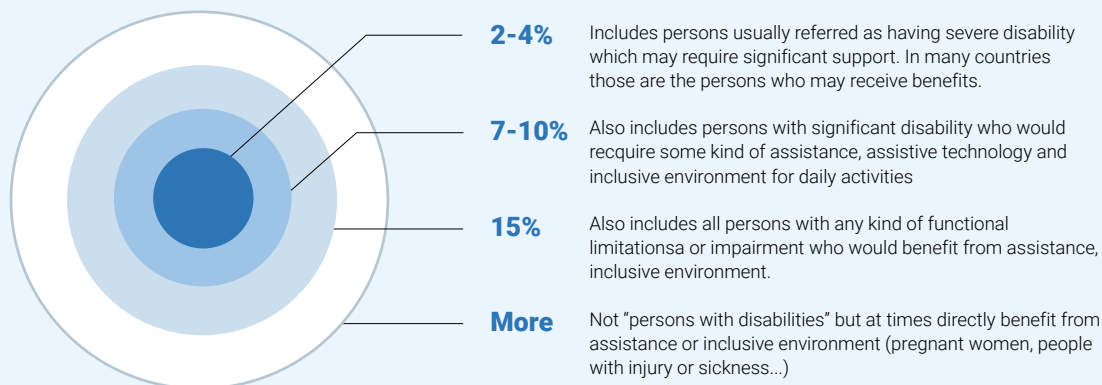 2-4%
Includes persons usually referred as having severe disability
which may require significant support. In many countries
those are the persons who may receive benefits.
7-10%
Also includes persons with significant disability who would
recquire some kind of assistance, assistive technology and
inclusive environment for daily activities
15%
Also includes all persons with any kind of functional
limitationsa or impairment who would benefit from assistance,
inclusive environment.
More
Not “persons with disabilities” but at times directly benefit from
assistance or inclusive environment (pregnant women, people
with injury or sickness...)